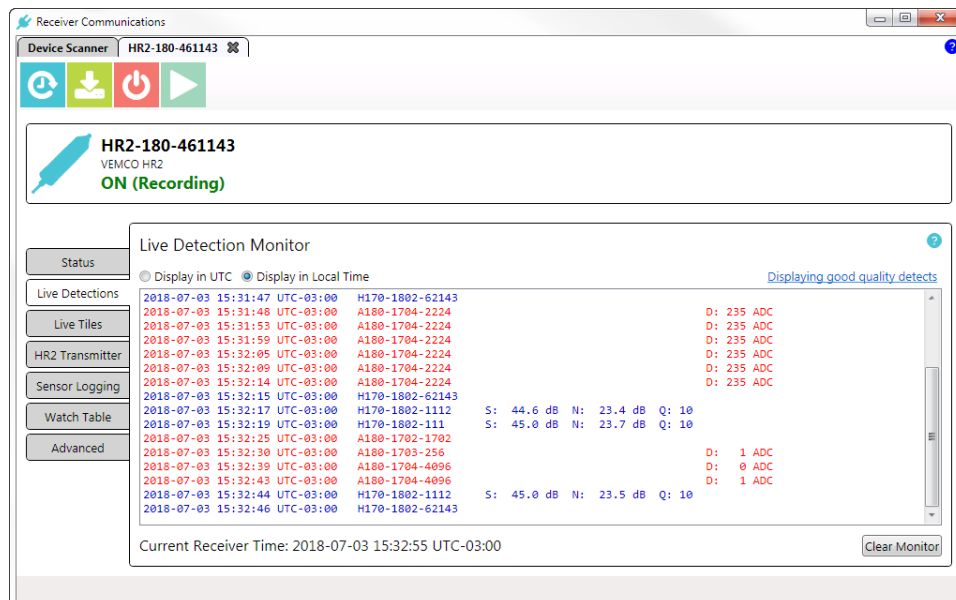 Receiver Communications
Device Scanner HR2-180-461143
HR2-180-461143
VEMCO HR2
ON (Recording)
Live Detection Monitor
Status
Live Detections
Live Tiles
HR2 Transmitter
Sensor Logging
Watch Table
Advanced
Display in UTC Display in Local Time Displaying good quality detects
2018-07-03 15:31:47 UTC-03:00 H170-1802-62143
2018-07-03 15:31:48 UTC-03:00 A180-1704-2224 D: 235 ADC
2018-07-03 15:31:53 UTC-03:00 A180-1704-2224 D: 235 ADC
2018-07-03 15:31:59 UTC-03:00 A180-1704-2224 D: 235 ADC
2018-07-03 15:32:05 UTC-03:00 A180-1704-2224 D: 235 ADC
2018-07-03 15:32:09 UTC-03:00 A180-1704-2224 D: 235 ADC
2018-07-03 15:32:14 UTC-03:00 A180-1704-2224 D: 235 ADC
2018-07-03 15:32:15 UTC-03:00 H170-1802-62143
2018-07-03 15:32:17 UTC-03:00 H170-1802-1112 S: 44.6 dB N: 23.4 dB Q: 10
2018-07-03 15:32:19 UTC-03:00 H170-1802-111 S: 45.0 dB N: 23.7 dB Q: 10
2018-07-03 15:32:25 UTC-03:00 A180-1702-1702
2018-07-03 15:32:30 UTC-03:00 A180-1703-256 D: 1 ADC
2018-07-03 15:32:39 UTC-03:00 A180-1704-4096 D: 0 ADC
2018-07-03 15:32:43 UTC-03:00 A180-1704-4096 D: 1 ADC
2018-07-03 15:32:44 UTC-03:00 H170-1802-1112 S: 45.0 dB N: 23.5 dB Q: 10
2018-07-03 15:32:46 UTC-03:00 H170-1802-62143
Current Receiver Time: 2018-07-03 15:32:55 UTC-03:00
Clear Monitor